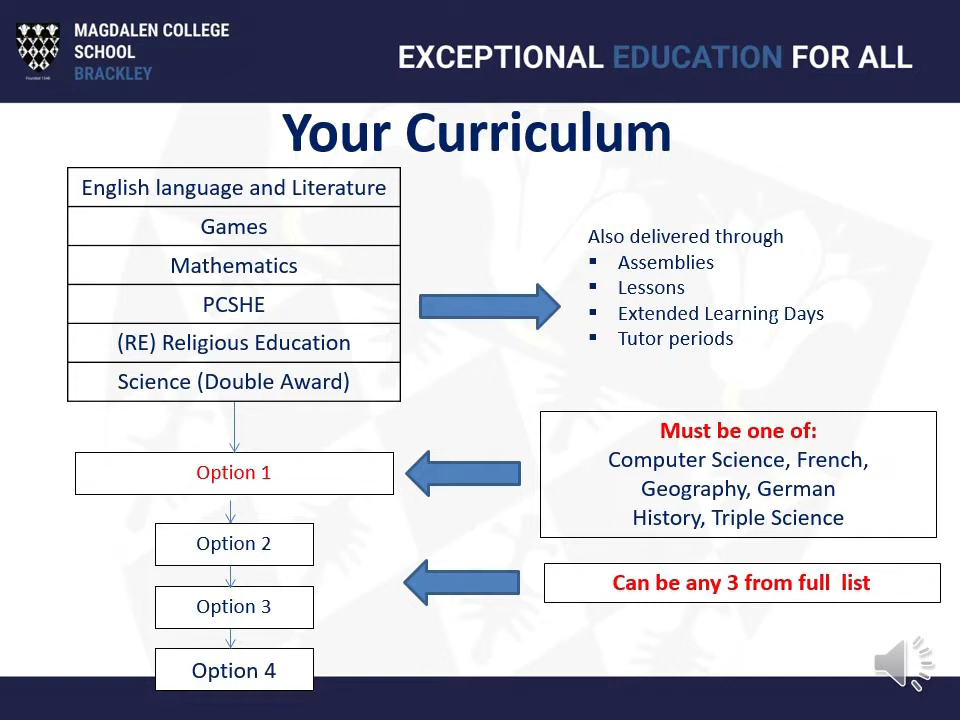 MAGDALEN COLLEGE
SCHOOL
BRACKLEY
Founded 1548
EXCEPTIONAL EDUCATION FOR ALL
Your Curriculum
English language and Literature
Games
Mathematics
PCSHE
(RE) Religious Education
Science (Double Award)
Also delivered through
▪ Assemblies
▪ Lessons
▪ Extended Learning Days
▪ Tutor periods
Option 1
Must be one of:
Computer Science, French,
Geography, German
History, Triple Science
Option 2
Option 3
Option 4
Can be any 3 from full list